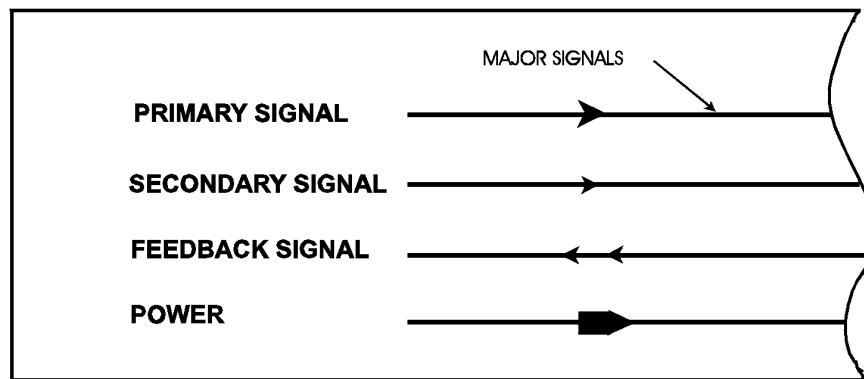 MAJOR SIGNALS
PRIMARY SIGNAL
SECONDARY SIGNAL
FEEDBACK SIGNAL
POWER